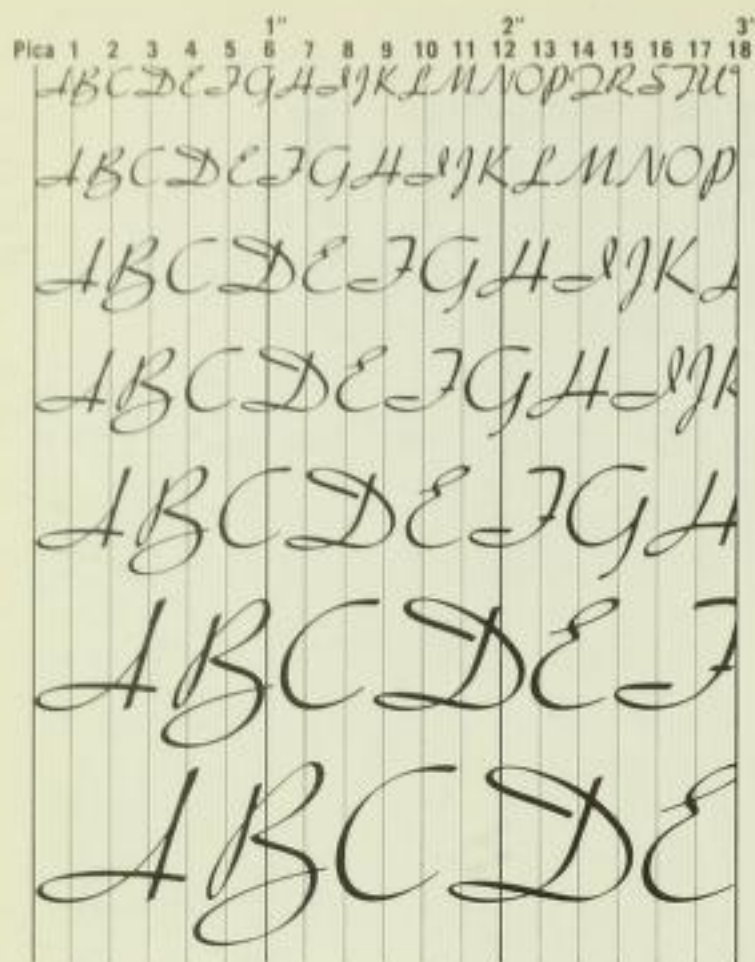 1" 2" 3"
Pica 1 2 3 4 5 6 7 8 9 10 11 12 13 14 15 16 17 18
ABCDEFGHIJKLMNOPQRSTU
ABCDEFGHIJKLMNOP
ABCDEFGHIJKL
ABCDEFGHIJK
ABCDEFGH
ABCDEF
ABCDE